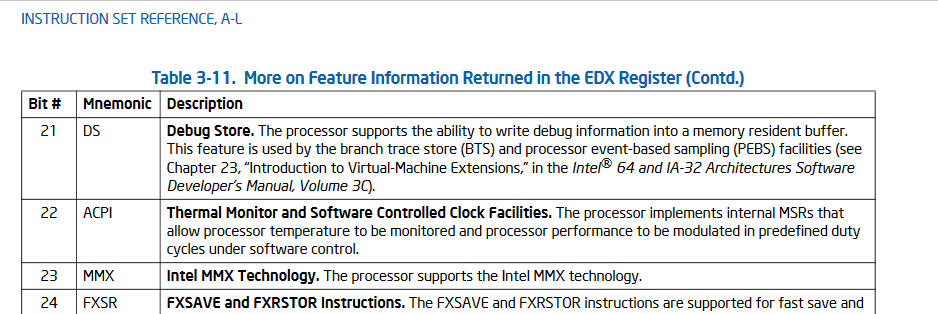 INSTRUCTION SET REFERENCE, A-L
Table 3-11. More on Feature Information Returned in the EDX Register (Contd.)
Bit # Mnemonic Description
21 DS Debug Store. The processor supports the ability to write debug information into a memory resident buffer.
This feature is used by the branch trace store (BTS) and processor event-based sampling (PEBS) facilities (see
Chapter 23, "Introduction to Virtual-Machine Extensions," in the Intel® 64 and IA-32 Architectures Software
Developer's Manual, Volume 3C).
22 ACPI Thermal Monitor and Software Controlled Clock Facilities. The processor implements internal MSRs that
allow processor temperature to be monitored and processor performance to be modulated in predefined duty
cycles under software control.
23 MMX Intel MMX Technology. The processor supports the Intel MMX technology.
24 FXSR FXSAVE and FXRSTOR Instructions. The FXSAVE and FXRSTOR instructions are supported for fast save and